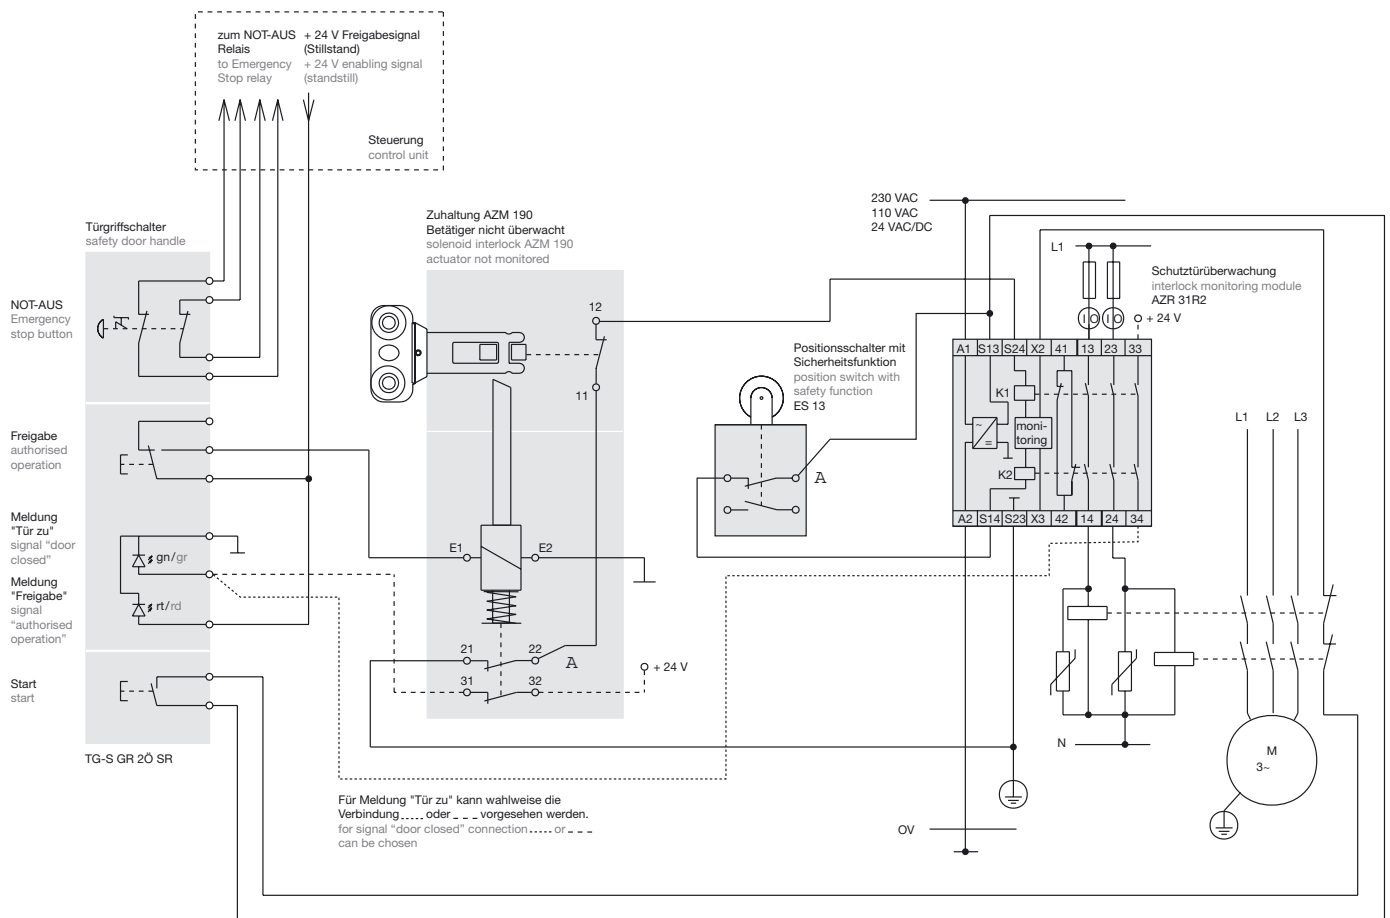 zum NOT-AUS
Relais
to Emergency
Stop relay
+ 24 V Freigabesignal
(Stillstand)
+ 24 V enabling signal
(standstill)
Steuerung
control unit
Türgriffschalter
safety door handle
NOT-AUS
Emergency
stop button
Freigabe
authorised
operation
Meldung
"Tür zu"
signal “door
closed”
gn/gr
Meldung
"Freigabe"
signal
“authorised
operation”
rt/rd
Start
start
TG-S GR 2Ö SR
Zuhaltung AZM 190
Betätiger nicht überwacht
solenoid interlock AZM 190
actuator not monitored
12
11
E1
E2
21
22
A
31
32
+ 24 V
Für Meldung "Tür zu" kann wahlweise die
Verbindung ..... oder _ _ _ vorgesehen werden.
for signal “door closed” connection ..... or _ _ _
can be chosen
Positionsschalter mit
Sicherheitsfunktion
position switch with
safety function
ES 13
A
230 VAC
110 VAC
24 VAC/DC
L1
I O
I O
+ 24 V
Schutztürüberwachung
interlock monitoring module
AZR 31R2
A1 S13 S24 X2 41 13 23 33
K1
~
=
moni-
toring
K2
A2 S14 S23 X3 42 14 24 34
L1 L2 L3
N
M
3~
OV